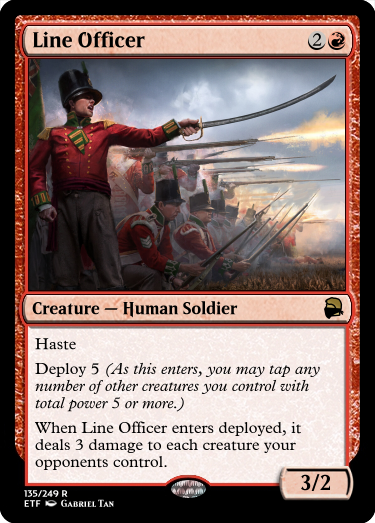 Line Officer 2
Creature — Human Soldier
Haste
Deploy 5 (As this enters, you may tap any
number of other creatures you control with
total power 5 or more.)
When Line Officer enters deployed, it
deals 3 damage to each creature your
opponents control.
3/2
135/249 R
ETF Gabriel Tan